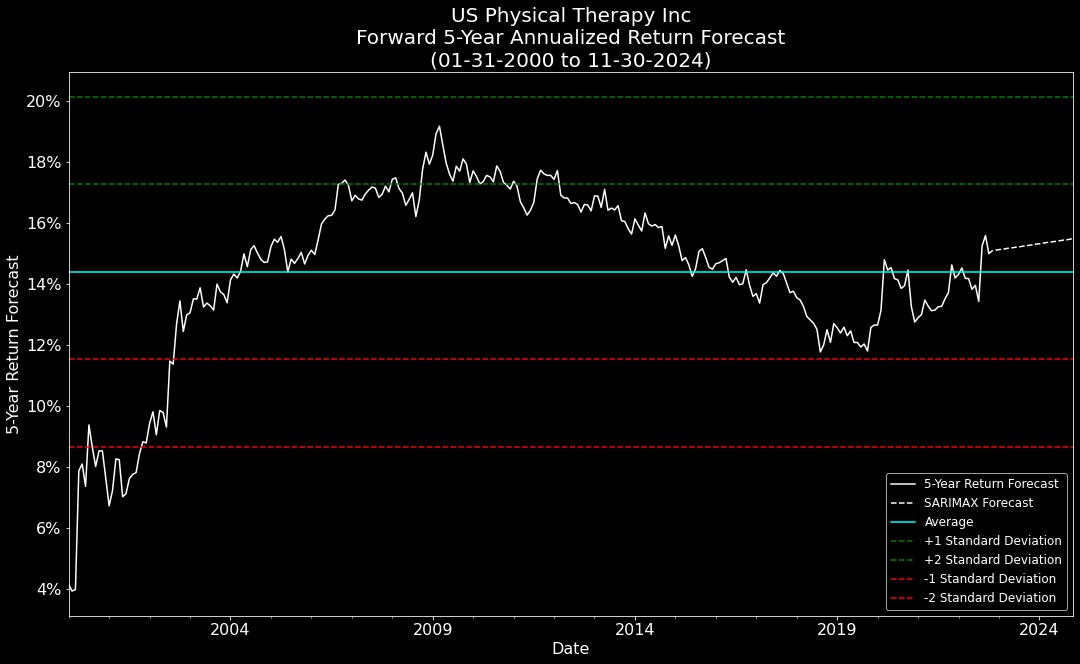 US Physical Therapy Inc
Forward 5-Year Annualized Return Forecast
(01-31-2000 to 11-30-2024)
20%
18%
16%
14%
12%
10%
8%
6%
4%
5-Year Return Forecast
2004
2009
2014
2019
2024
Date
5-Year Return Forecast
SARIMAX Forecast
Average
+1 Standard Deviation
+2 Standard Deviation
-1 Standard Deviation
-2 Standard Deviation